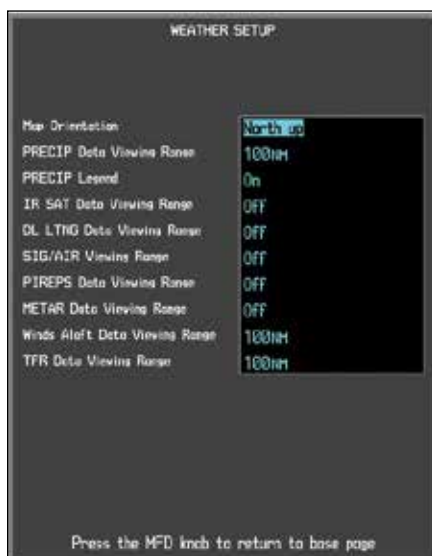 WEATHER SETUP
Map Orientation North up
PRECIP Data Viewing Range 100NM
PRECIP Legend On
IR SAT Data Viewing Range Off
DL LTNG Data Viewing Range Off
SIG/AIR Viewing Range Off
PIREPS Data Viewing Range Off
METAR Data Viewing Range Off
Winds Aloft Data Viewing Range 100NM
TFR Data Viewing Range 100NM
Press the MFD knob to return to base page